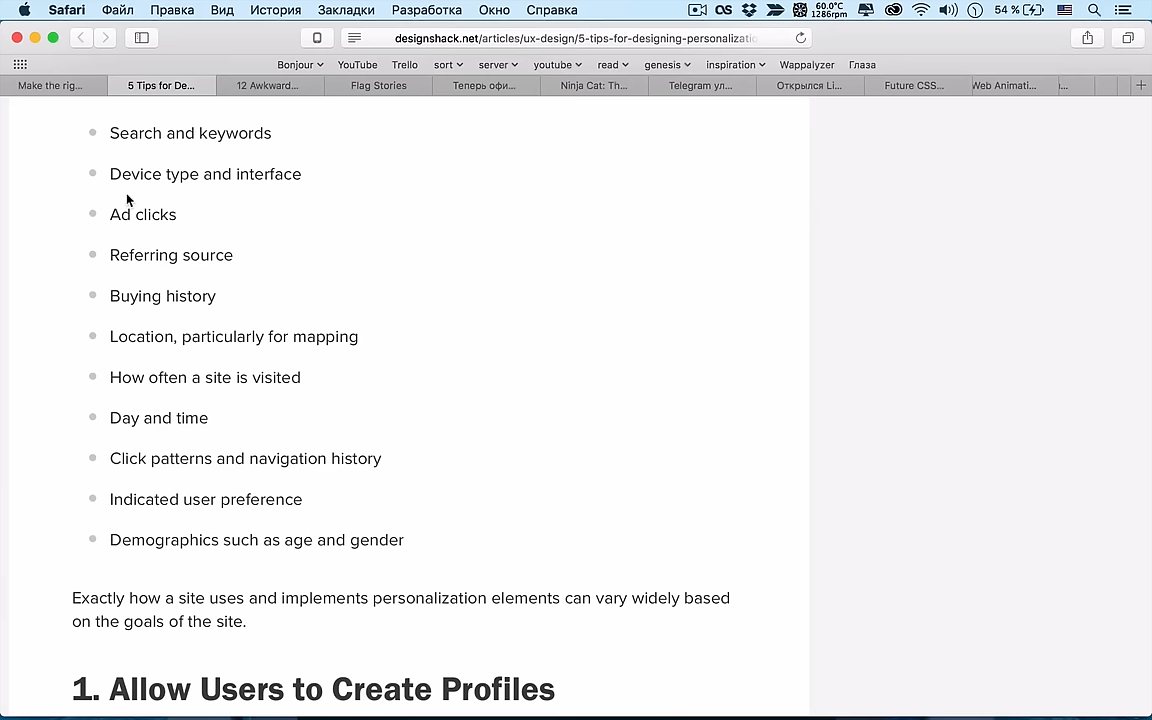 Safari Файл Правка Вид История Закладки Разработка Окно Справка 60.0°C 1286rpm 54 %
designshack.net/articles/ux-design/5-tips-for-designing-personalizatio
Bonjour YouTube Trello sort server youtube read genesis inspiration Wappalyzer Глаза
Make the rig... 5 Tips for De... 12 Awkward... Flag Stories Теперь офи... Ninja Cat: Th... Telegram ул... Открылся Li... Future CSS... Web Animati...
Search and keywords
Device type and interface
Ad clicks
Referring source
Buying history
Location, particularly for mapping
How often a site is visited
Day and time
Click patterns and navigation history
Indicated user preference
Demographics such as age and gender
Exactly how a site uses and implements personalization elements can vary widely based
on the goals of the site.
1. Allow Users to Create Profiles